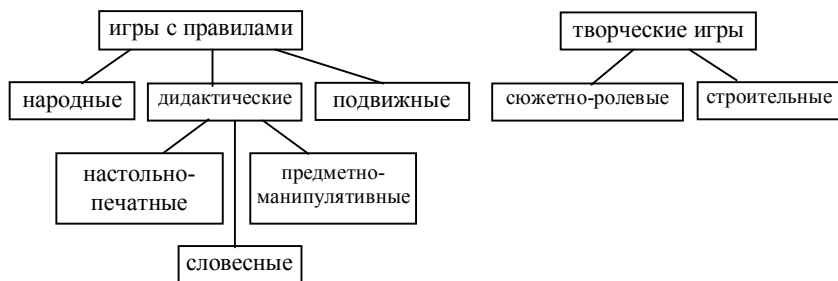 игры с правилами
творческие игры
народные
дидактические
подвижные
сюжетно-ролевые
строительные
настольно-
печатные
предметно-
манипулятивные
словесные